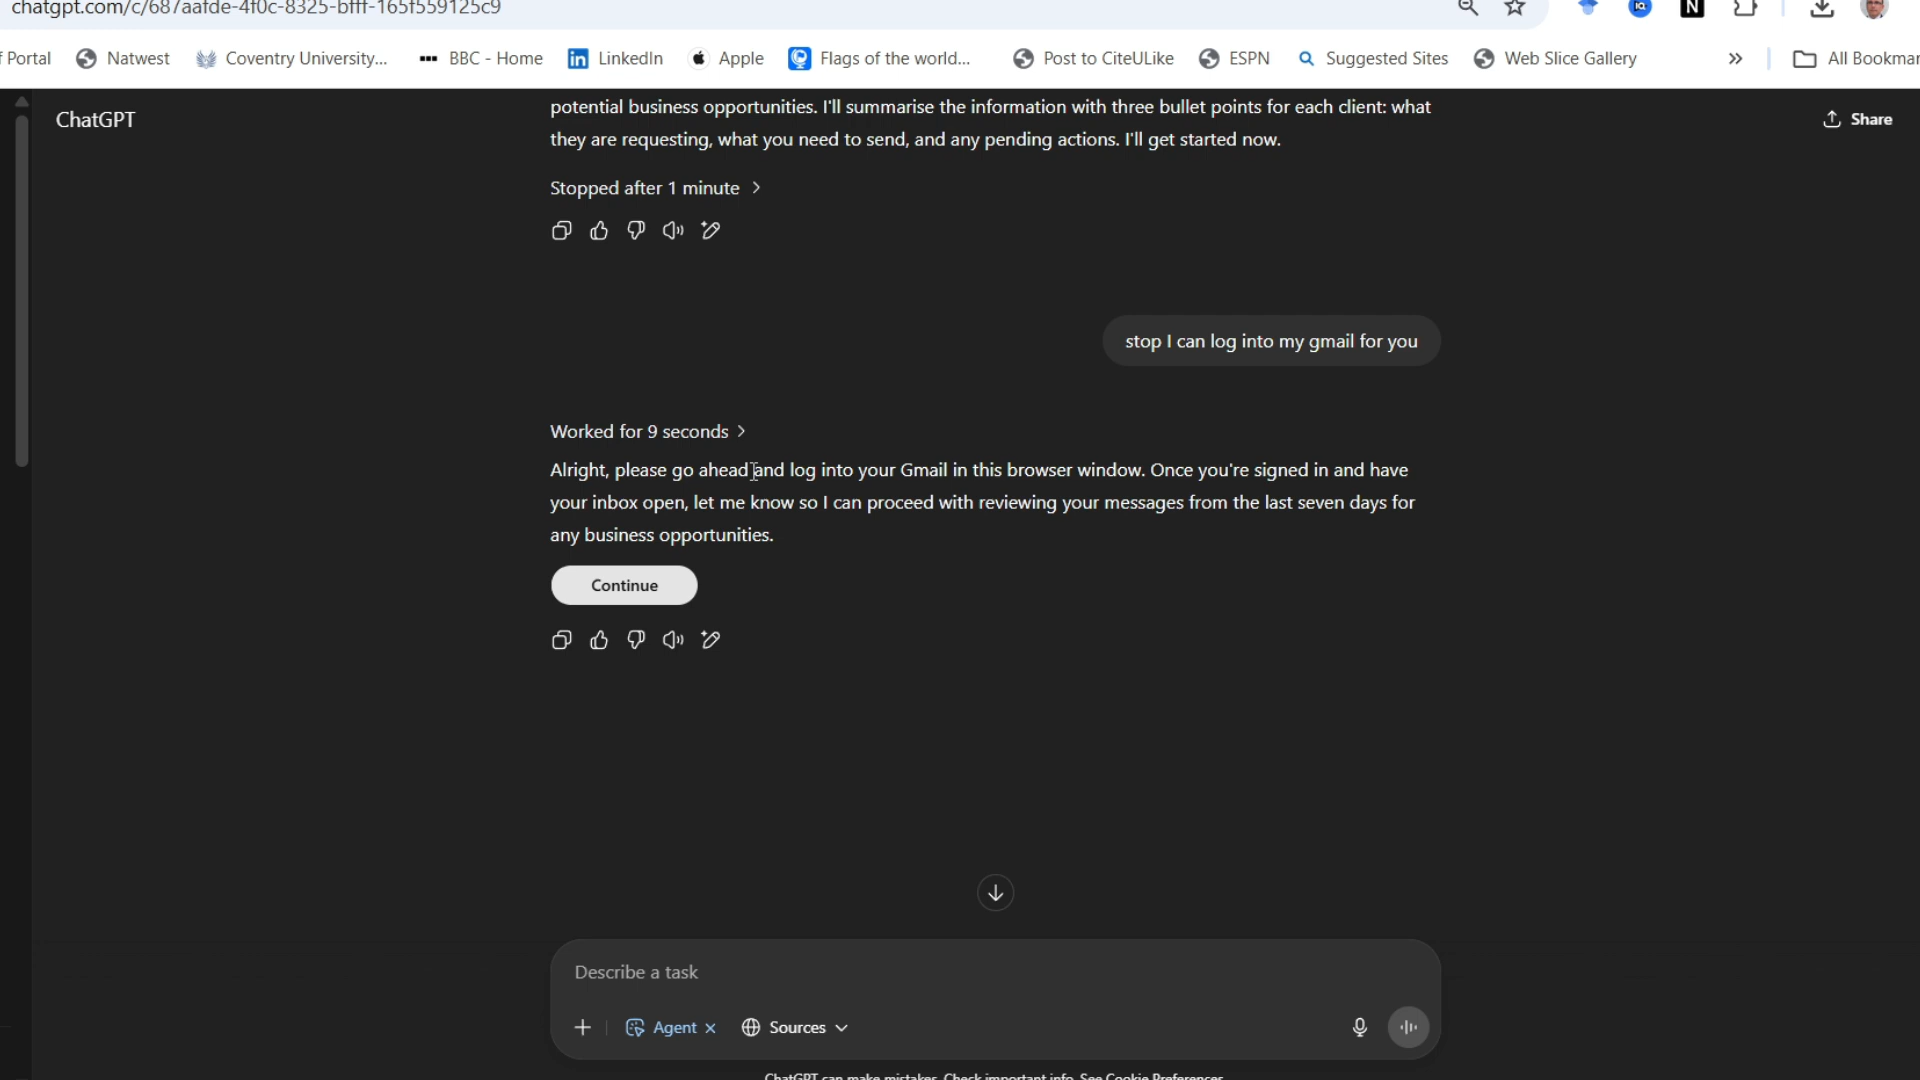 chatgpt.com/c/687aafde-4f0c-8325-bfff-165f559125c9
Portal Natwest Coventry University... BBC - Home LinkedIn Apple Flags of the world... Post to CiteULike ESPN Suggested Sites Web Slice Gallery » All Bookmar
ChatGPT
Share
potential business opportunities. I'll summarise the information with three bullet points for each client: what
they are requesting, what you need to send, and any pending actions. I'll get started now.
Stopped after 1 minute >
stop I can log into my gmail for you
Worked for 9 seconds >
Alright, please go ahead and log into your Gmail in this browser window. Once you're signed in and have
your inbox open, let me know so I can proceed with reviewing your messages from the last seven days for
any business opportunities.
Continue
Describe a task
Agent × Sources
ChatGPT can make mistakes. Check important info. See Cookie Preferences.